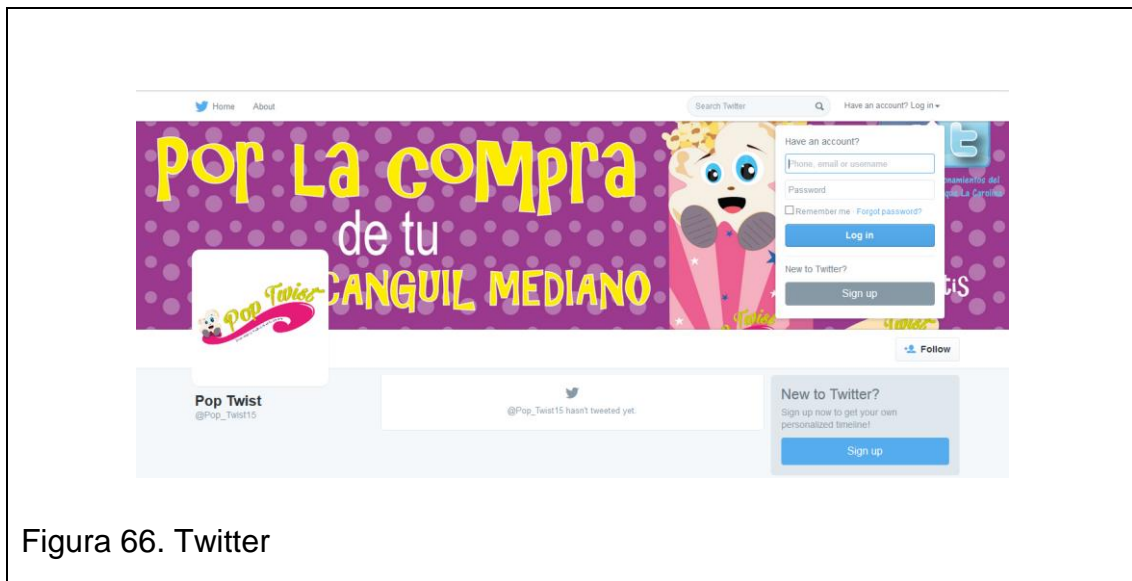 Home About Search Twitter Have an account? Log in
POR LA COMPRA
de tu
CANGUIL MEDIANO
Pop Twist
Have an account?
Phone, email or username
Password
Remember me · Forgot password?
Log in
New to Twitter?
Sign up
Follow
Pop Twist
@Pop_Twist15
@Pop_Twist15 hasn't tweeted yet.
New to Twitter?
Sign up now to get your own
personalized timeline!
Sign up
Figura 66. Twitter